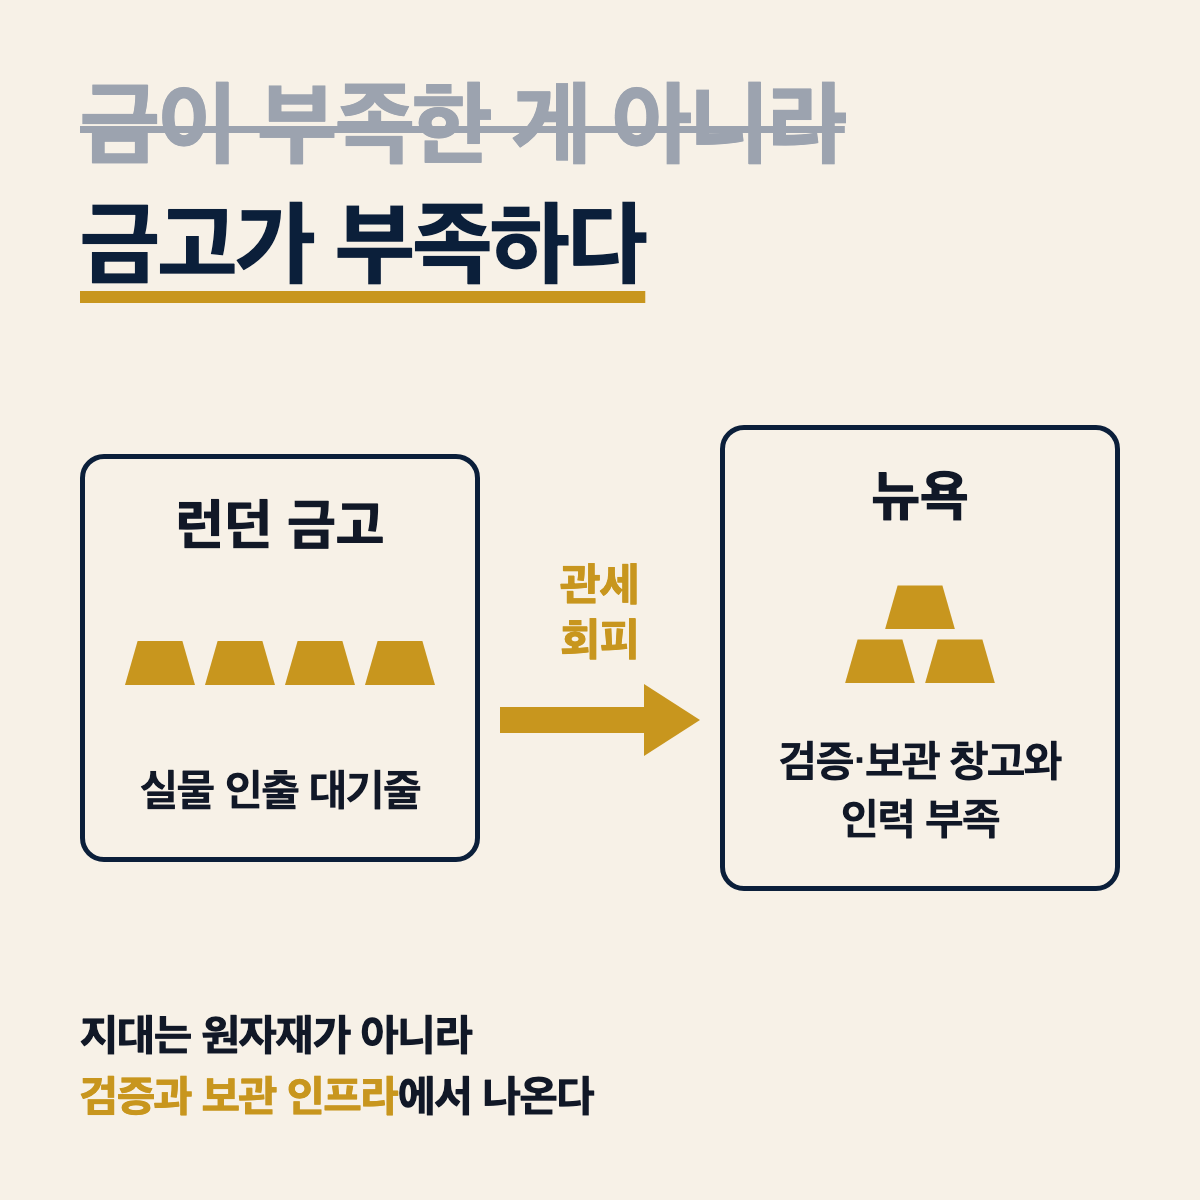 금이 부족한 게 아니라
금고가 부족하다
런던 금고
실물 인출 대기줄
관세
회피
뉴욕
검증·보관 창고와
인력 부족
지대는 원자재가 아니라
검증과 보관 인프라에서 나온다